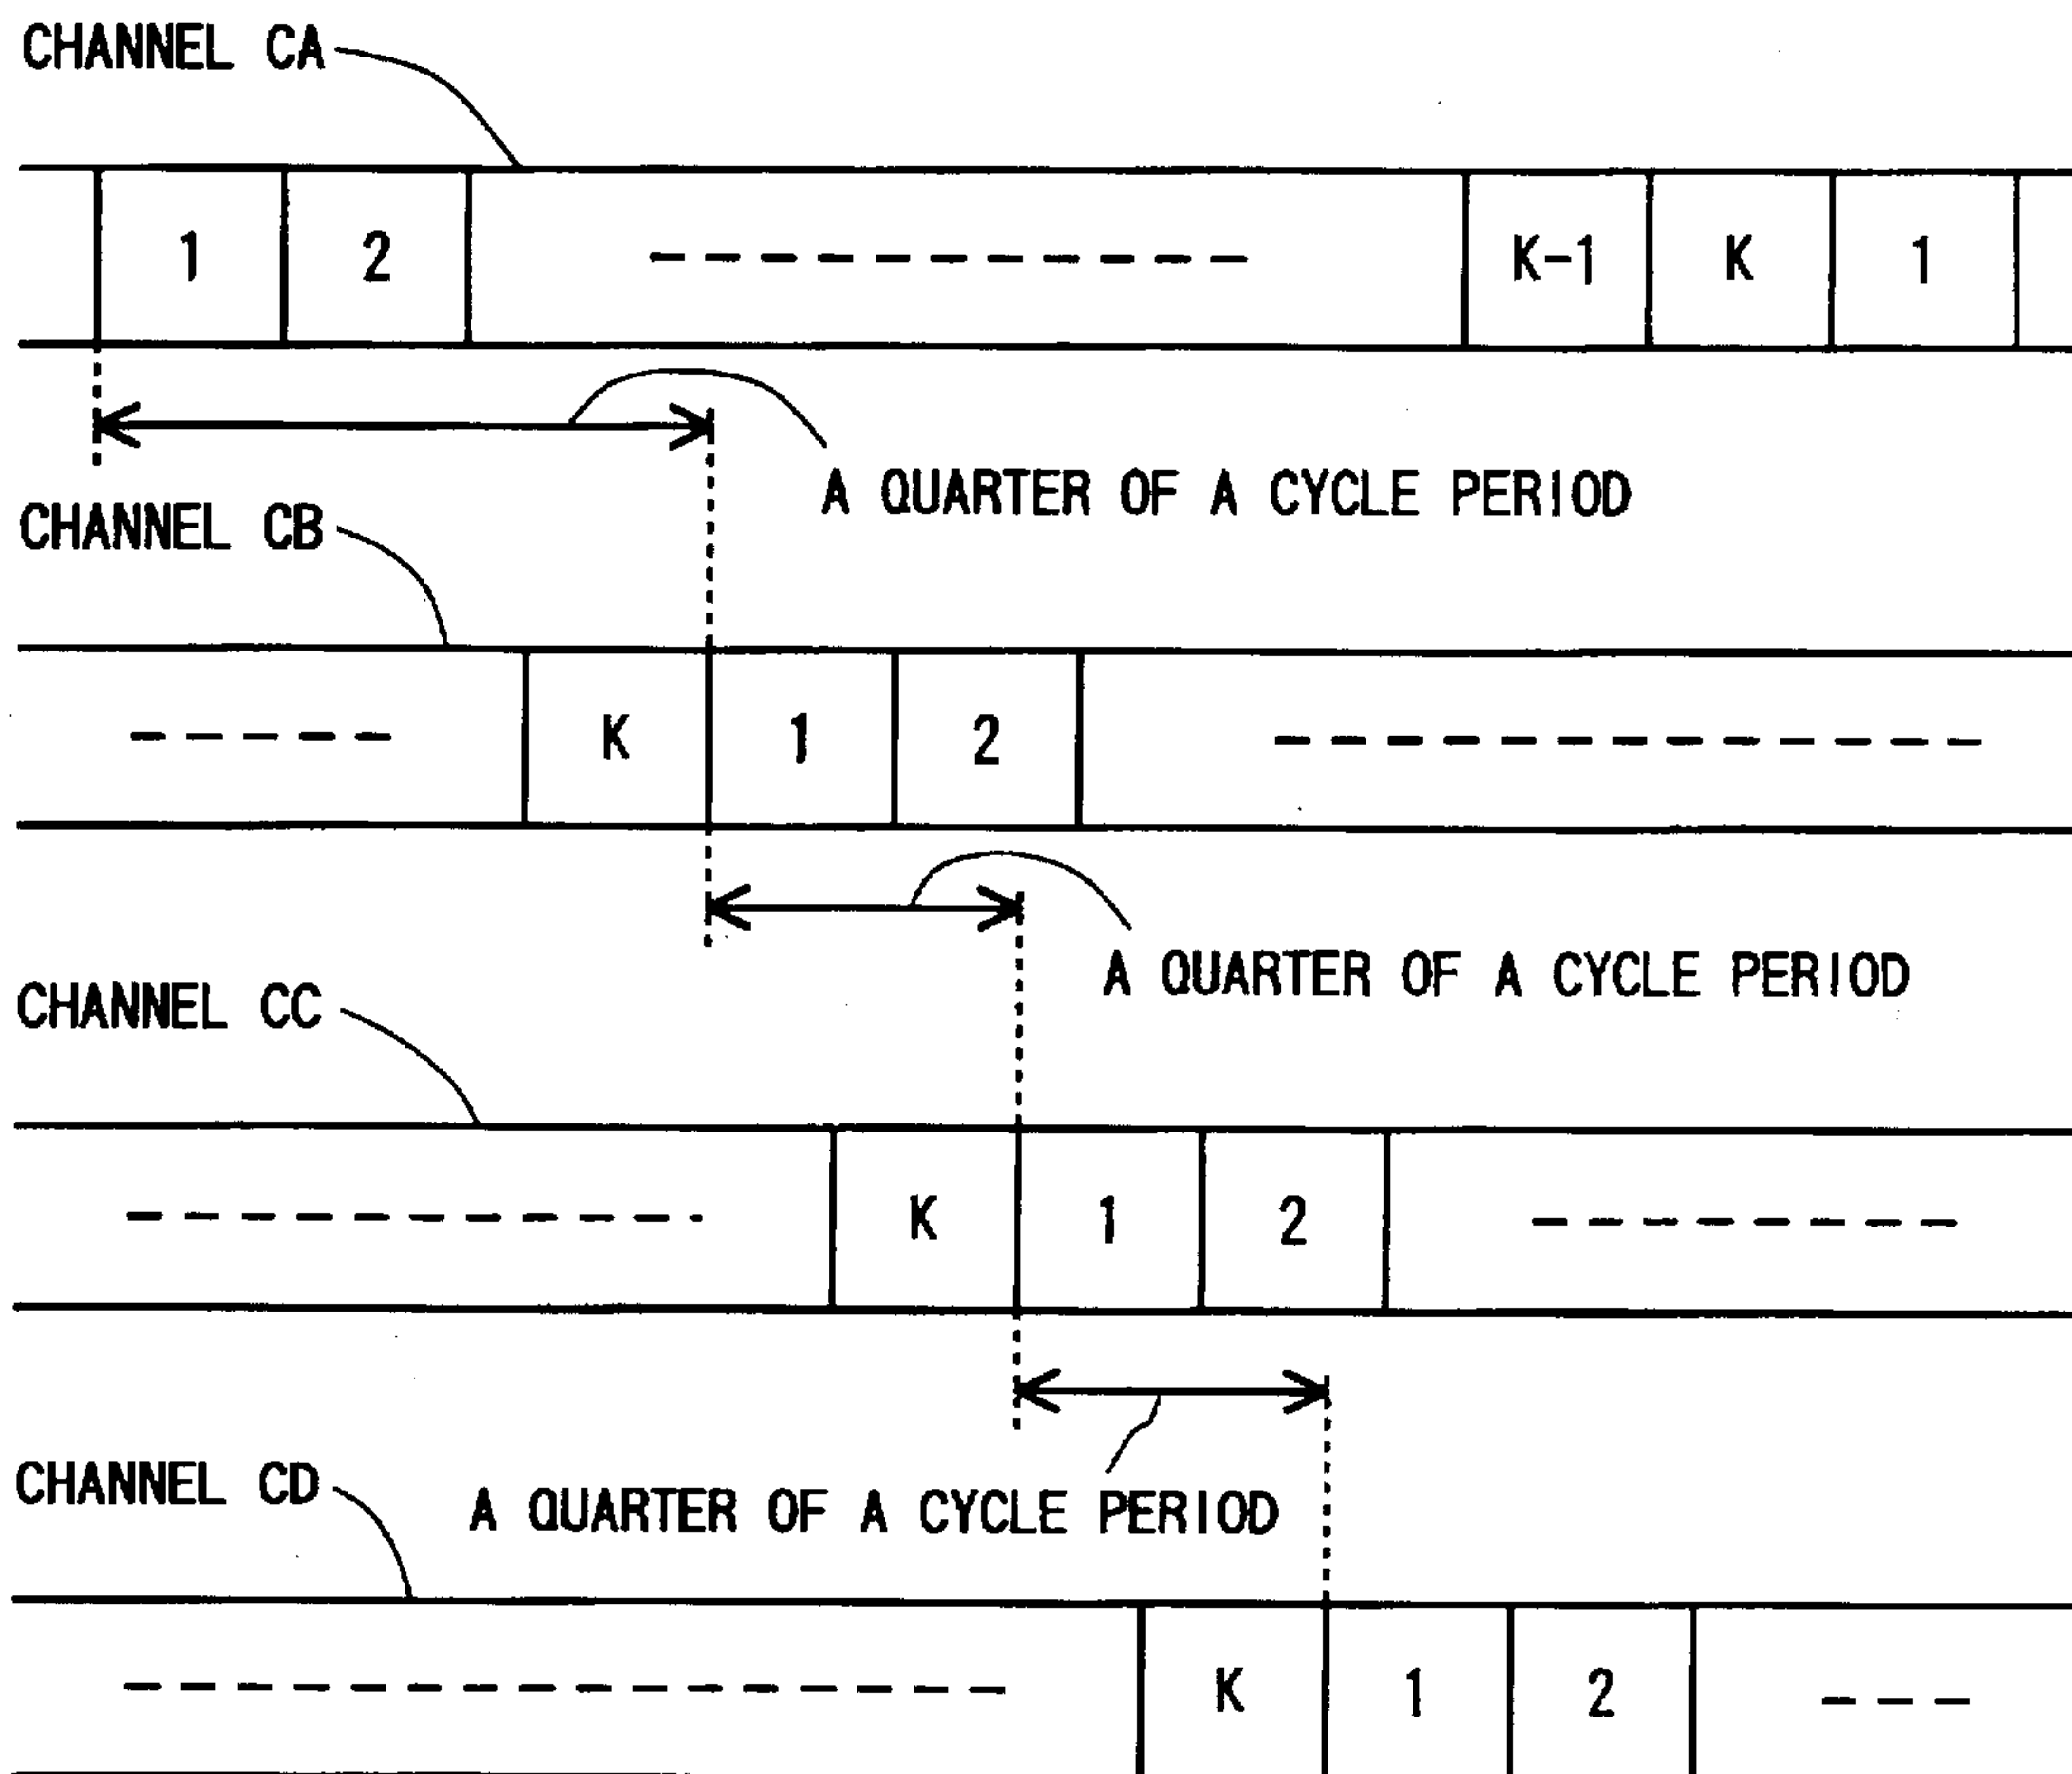 CHANNEL CA
1 2 K-1 K 1
A QUARTER OF A CYCLE PERIOD
CHANNEL CB
K 1 2
A QUARTER OF A CYCLE PERIOD
CHANNEL CC
K 1 2
A QUARTER OF A CYCLE PERIOD
CHANNEL CD
K 1 2